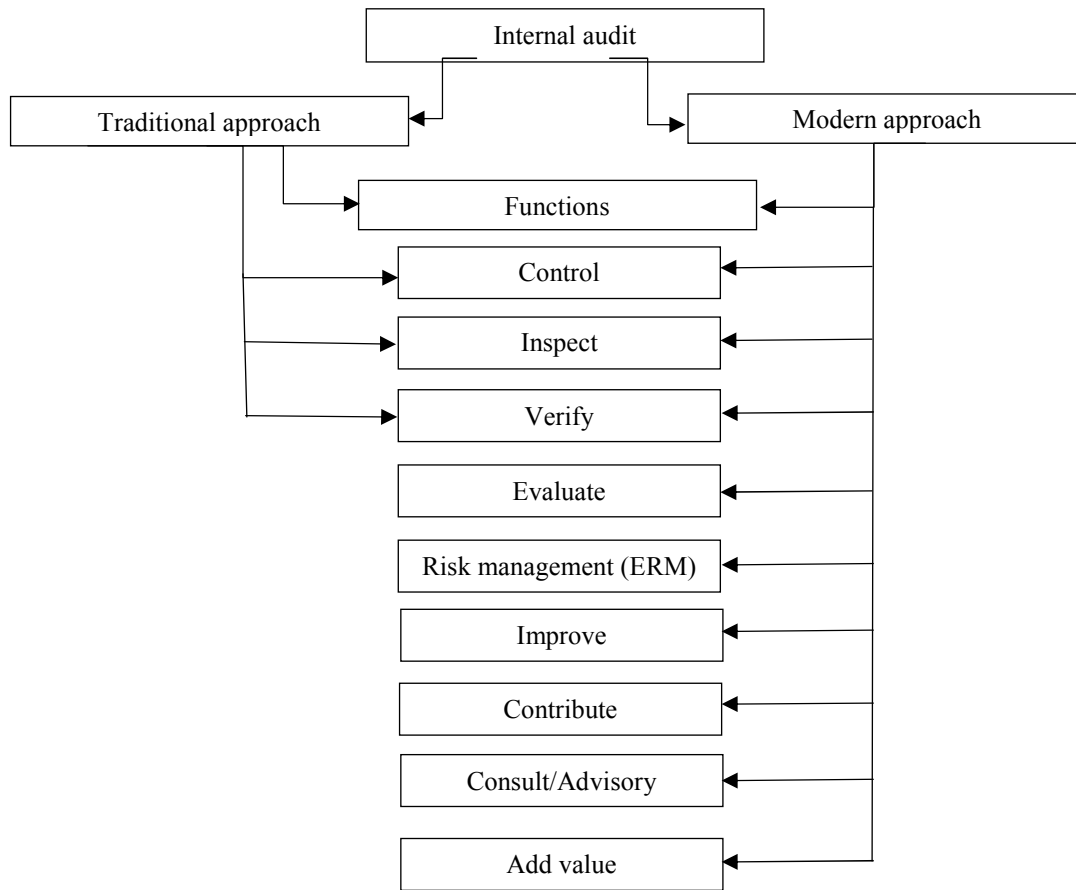 Internal audit
Traditional approach
Modern approach
Functions
Control
Inspect
Verify
Evaluate
Risk management (ERM)
Improve
Contribute
Consult/Advisory
Add value